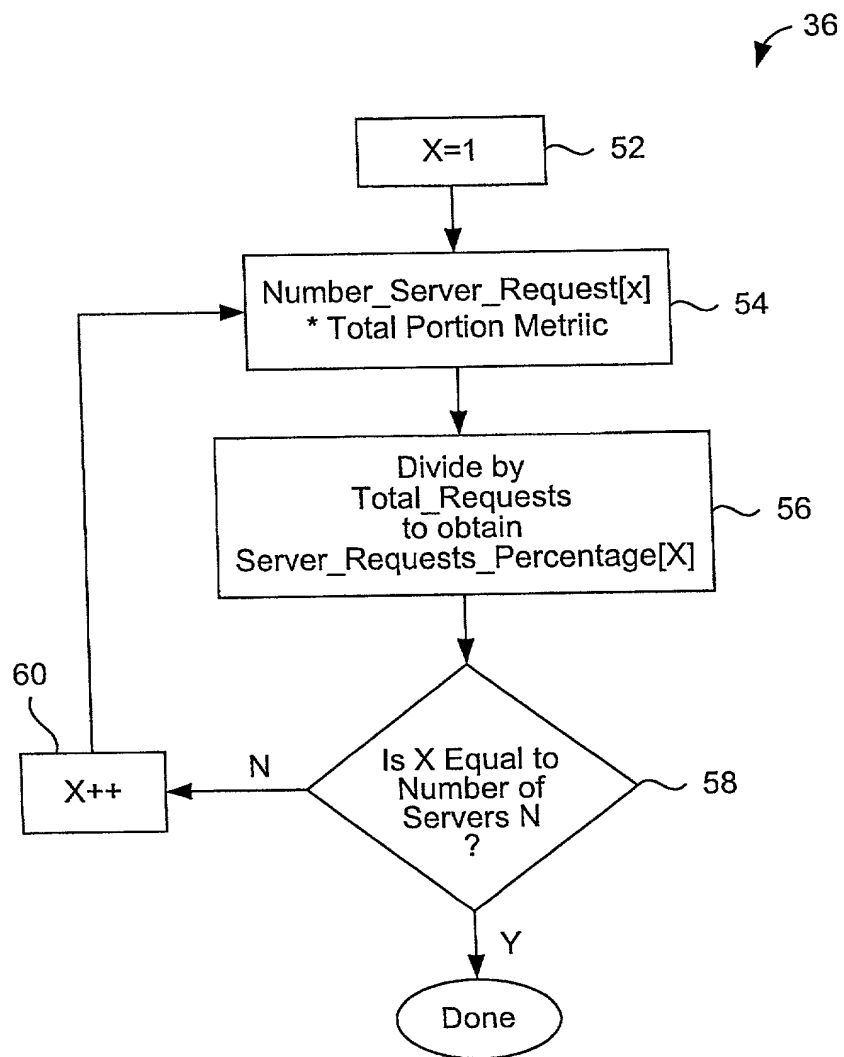 36
X=1
52
Number_Server_Request[x]
* Total Portion Metriic
54
Divide by
Total_Requests
to obtain
Server_Requests_Percentage[X]
56
60
X++
N
Is X Equal to
Number of
Servers N
?
58
Y
Done